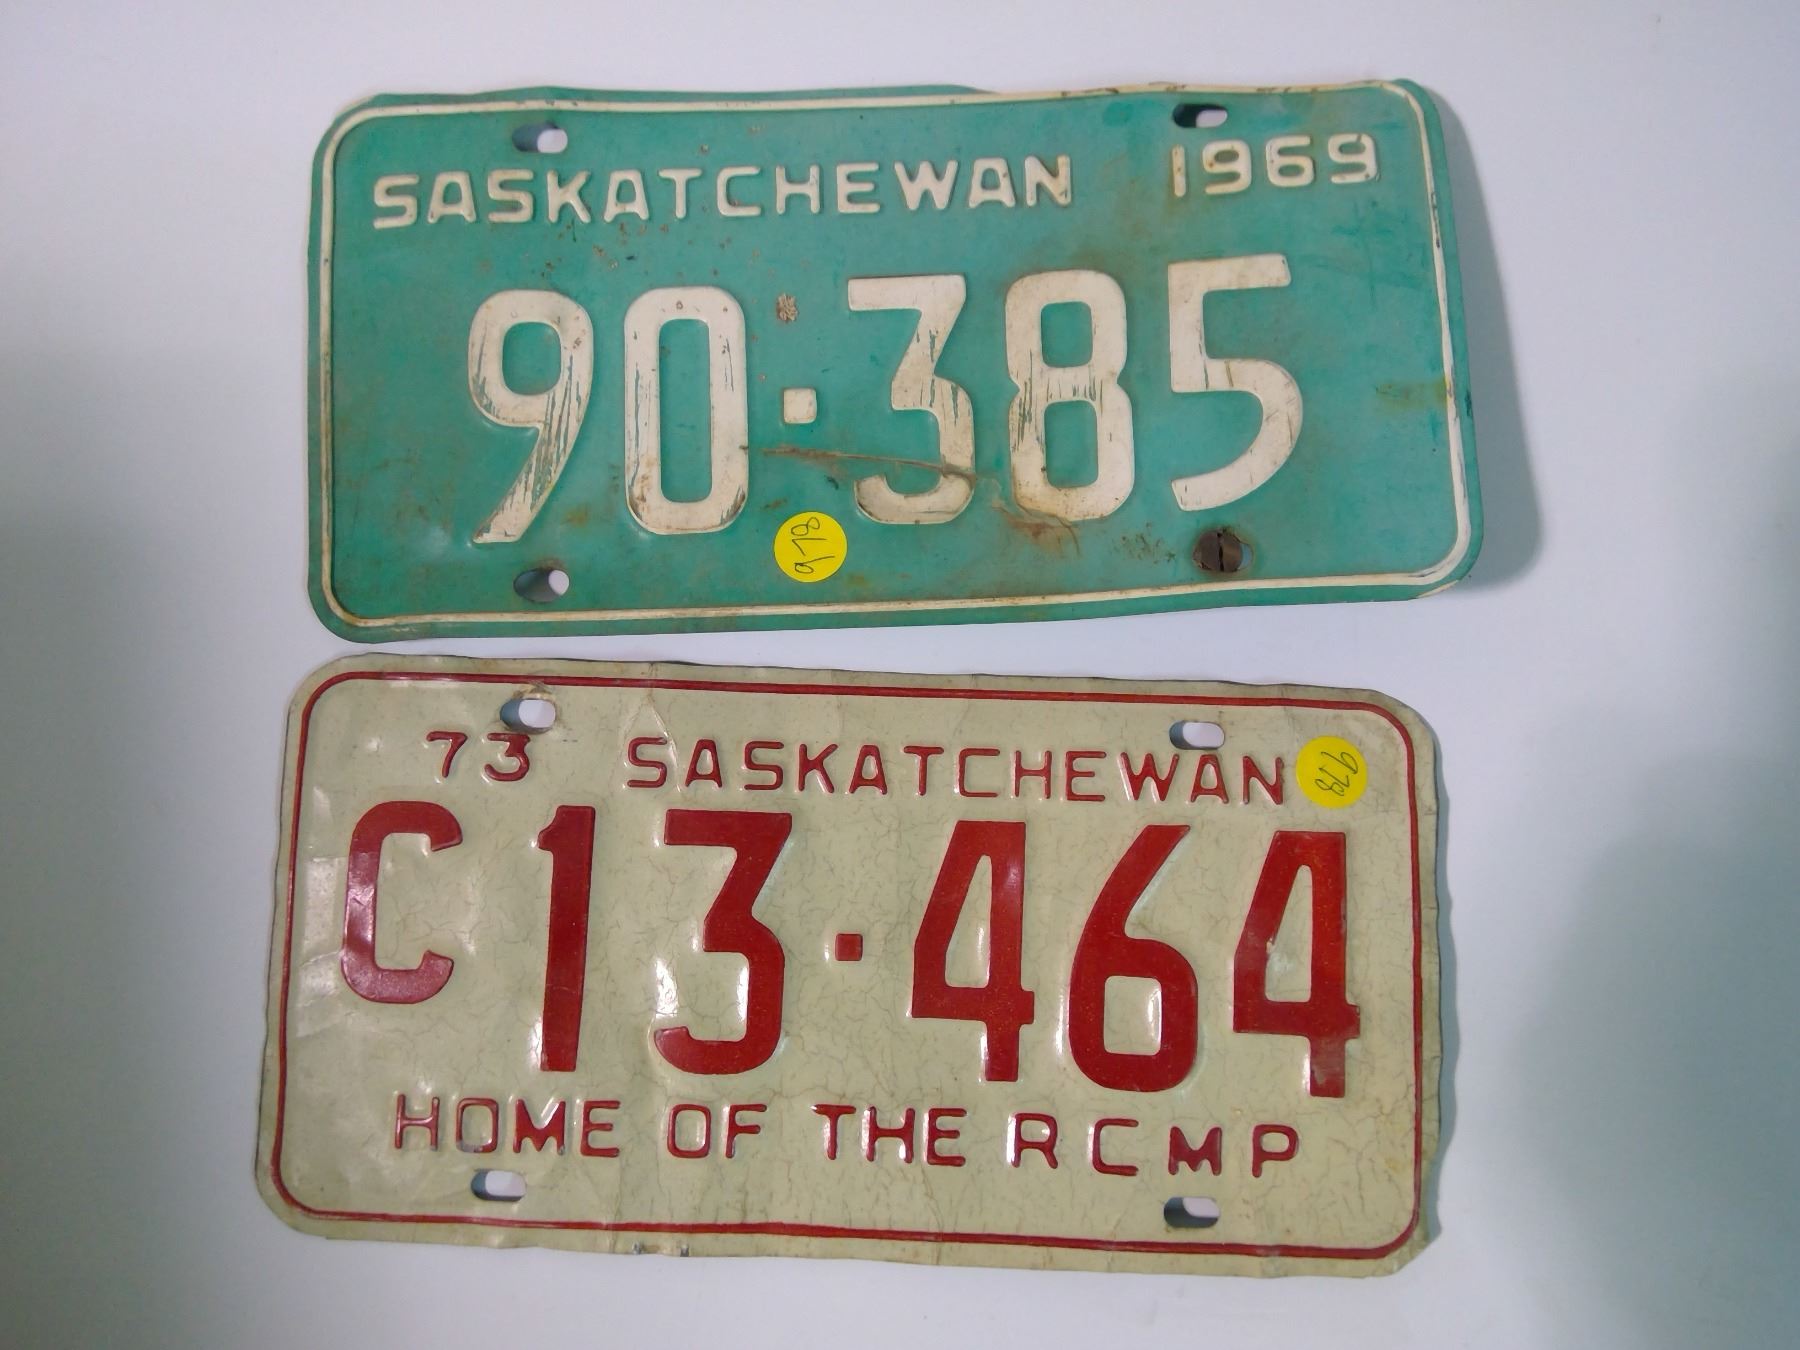 SASKATCHEWAN 1969
90·385
978
73 SASKATCHEWAN
978
C13·464
HOME OF THE RCMP